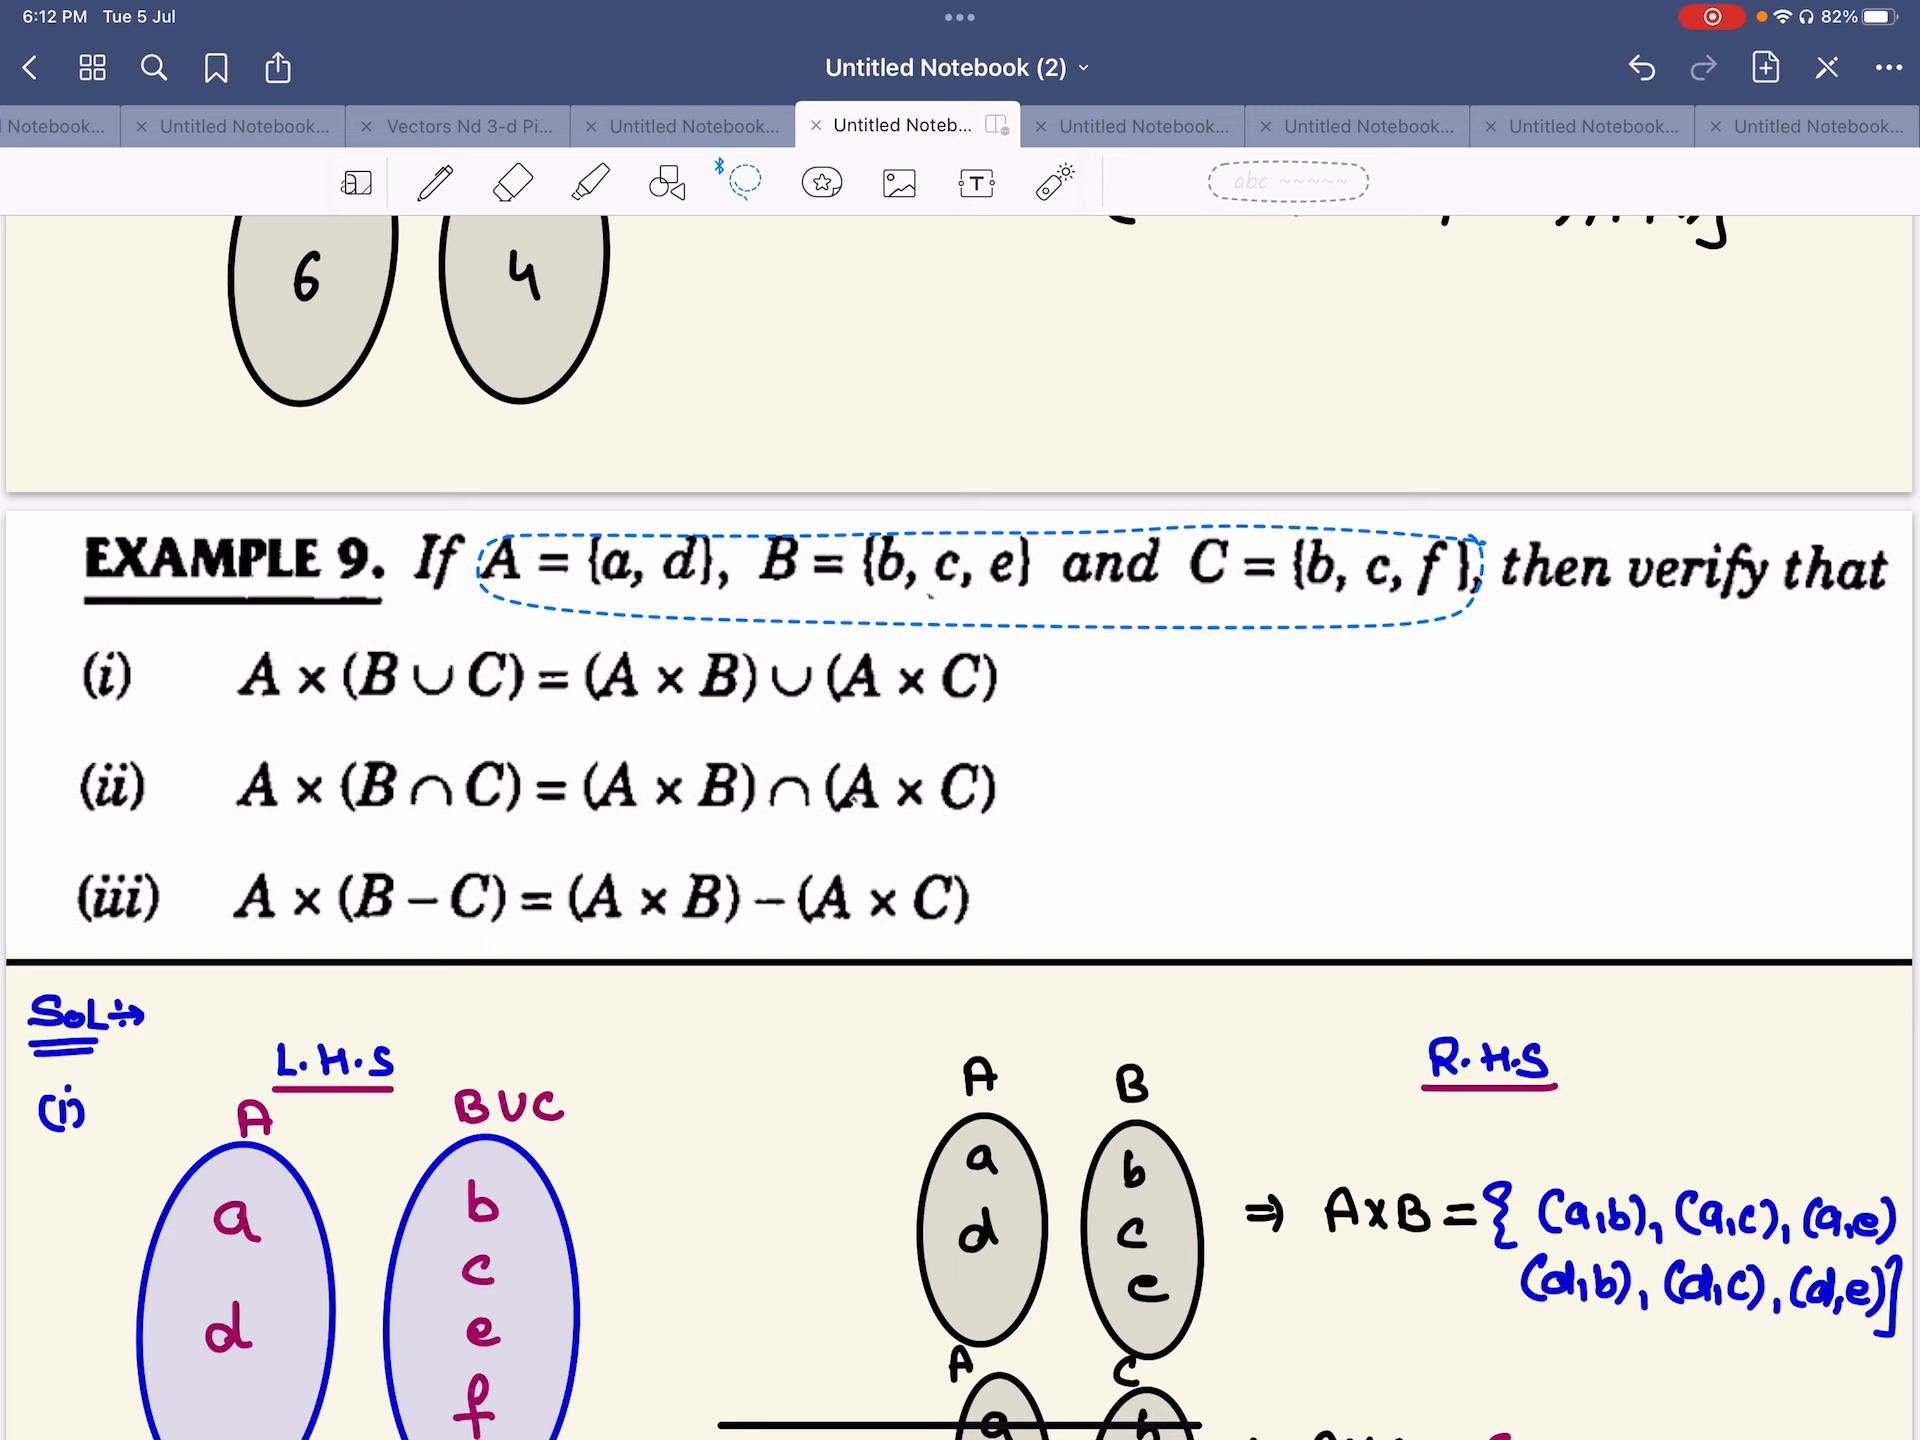 6:12 PM Tue 5 Jul
82%
Untitled Notebook (2)
Notebook...
Untitled Notebook...
Vectors Nd 3-d Pi...
Untitled Notebook...
Untitled Noteb...
Untitled Notebook...
Untitled Notebook...
Untitled Notebook...
Untitled Notebook...
T
abc
6 4
EXAMPLE 9. If A = {a, d}, B = {b, c, e} and C = {b, c, f}, then verify that
(i) A × (B ∪ C) = (A × B) ∪ (A × C)
(ii) A × (B ∩ C) = (A × B) ∩ (A × C)
(iii) A × (B – C) = (A × B) – (A × C)
SOL
L.H.S
R.H.S
(i)
A
B∪C
a
d
b
c
e
f
A
B
a
d
b
c
e
⇒ A×B = { (a,b), (a,c), (a,e)
(d,b), (d,c), (d,e)}
A
C